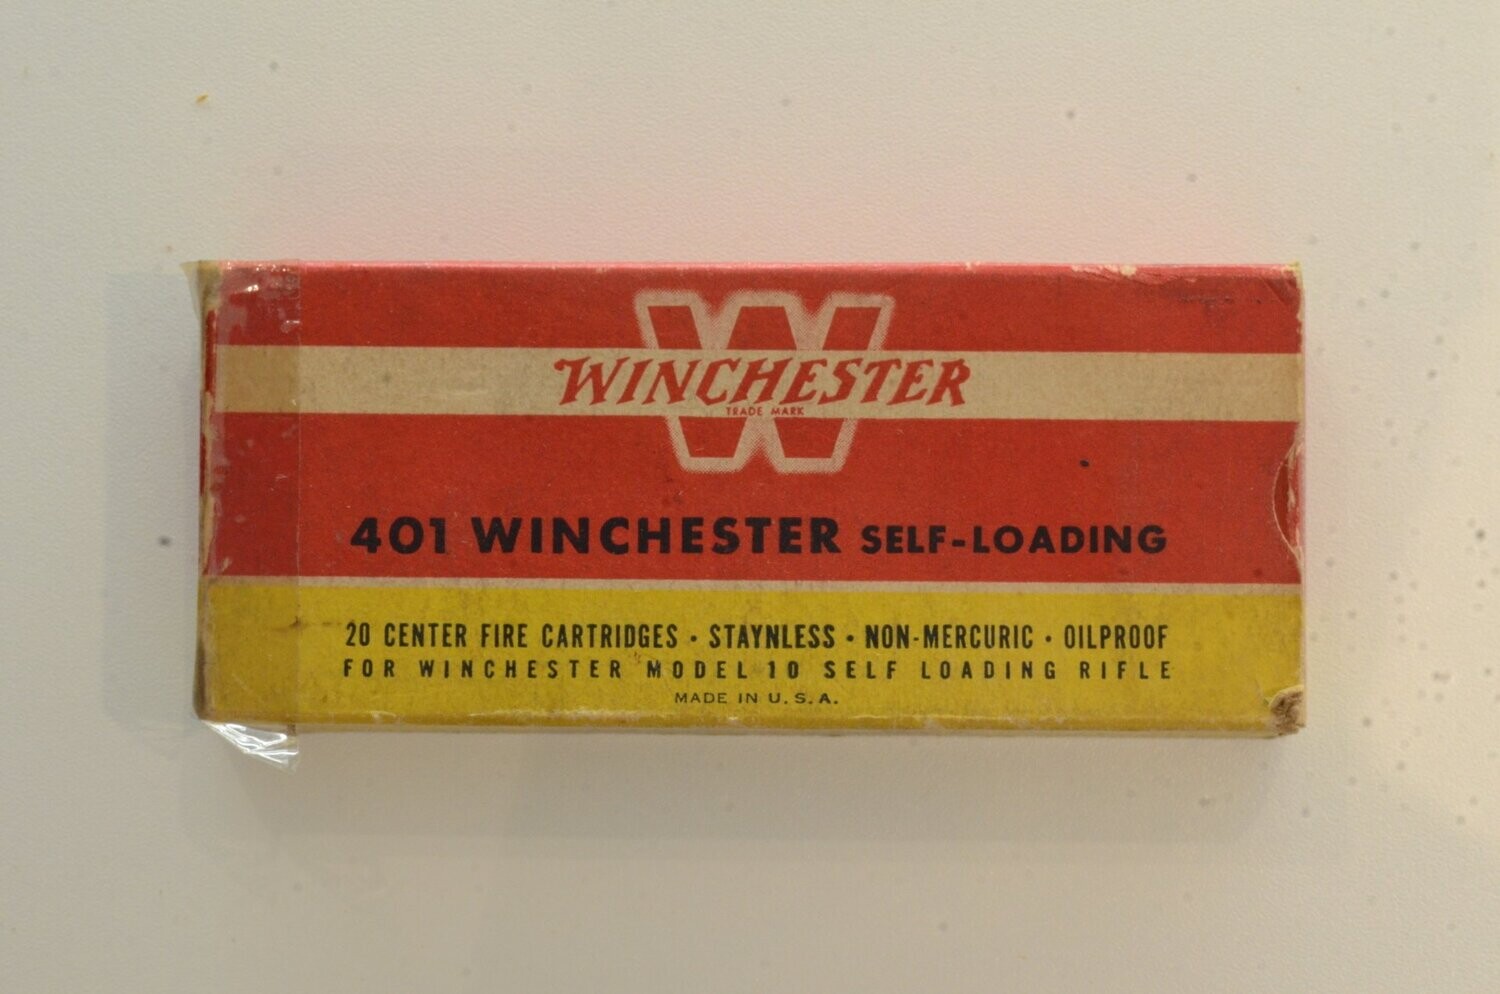 W
WINCHESTER
TRADE MARK
401 WINCHESTER SELF-LOADING
20 CENTER FIRE CARTRIDGES • STAYNLESS • NON-MERCURIC • OILPROOF
FOR WINCHESTER MODEL 10 SELF LOADING RIFLE
MADE IN U.S.A.